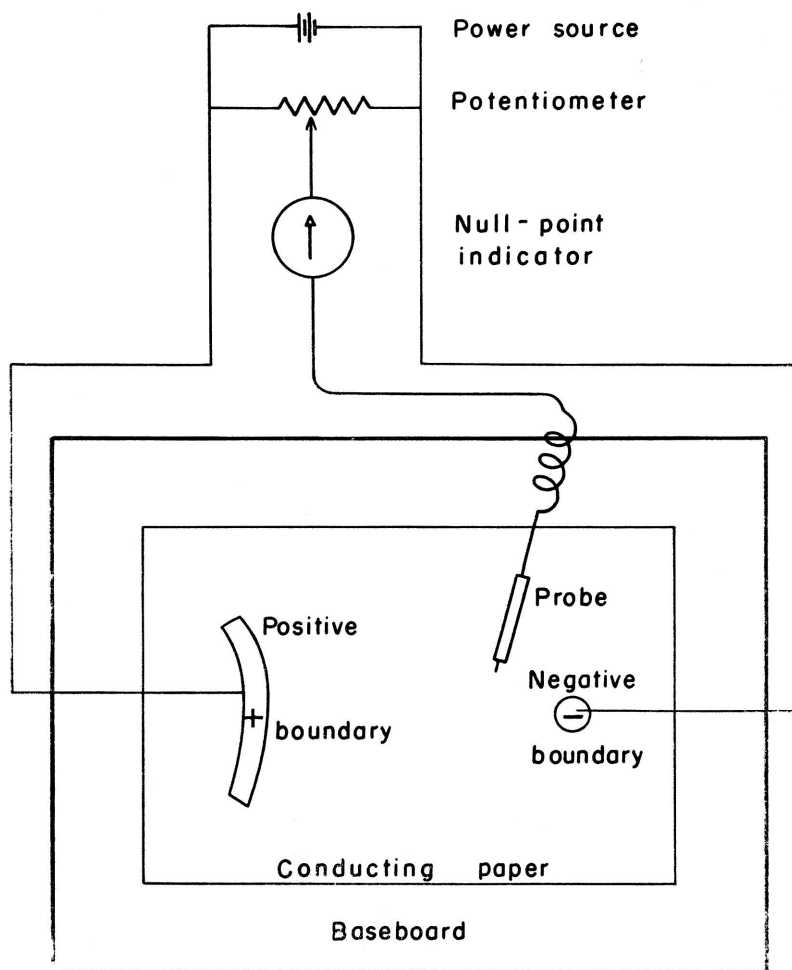 Power source
Potentiometer
Null-point
indicator
Probe
Positive
+
boundary
Negative
−
boundary
Conducting paper
Baseboard